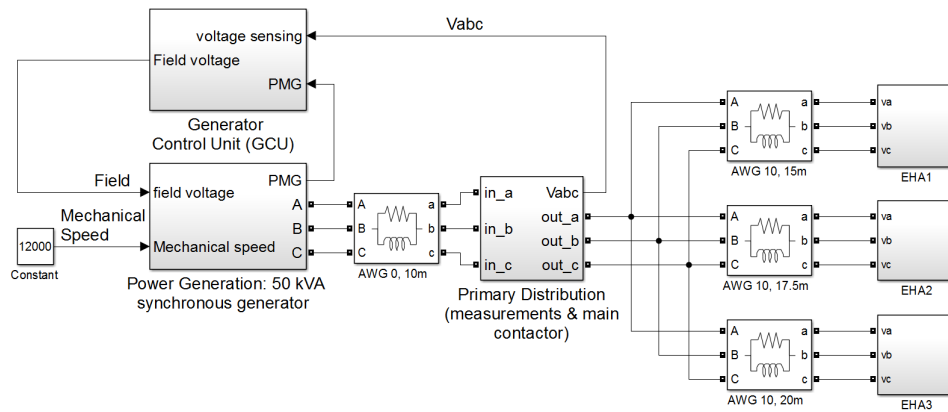 Vabc
voltage sensing
Field voltage
PMG
Generator
Control Unit (GCU)
Field
Mechanical
Speed
12000
Constant
field voltage
Mechanical speed
PMG
A
B
C
Power Generation: 50 kVA
synchronous generator
A
B
C
a
b
c
AWG 0, 10m
in_a
in_b
in_c
Vabc
out_a
out_b
out_c
Primary Distribution
(measurements & main
contactor)
A
B
C
a
b
c
AWG 10, 15m
va
vb
vc
EHA1
A
B
C
a
b
c
AWG 10, 17.5m
va
vb
vc
EHA2
A
B
C
a
b
c
AWG 10, 20m
va
vb
vc
EHA3